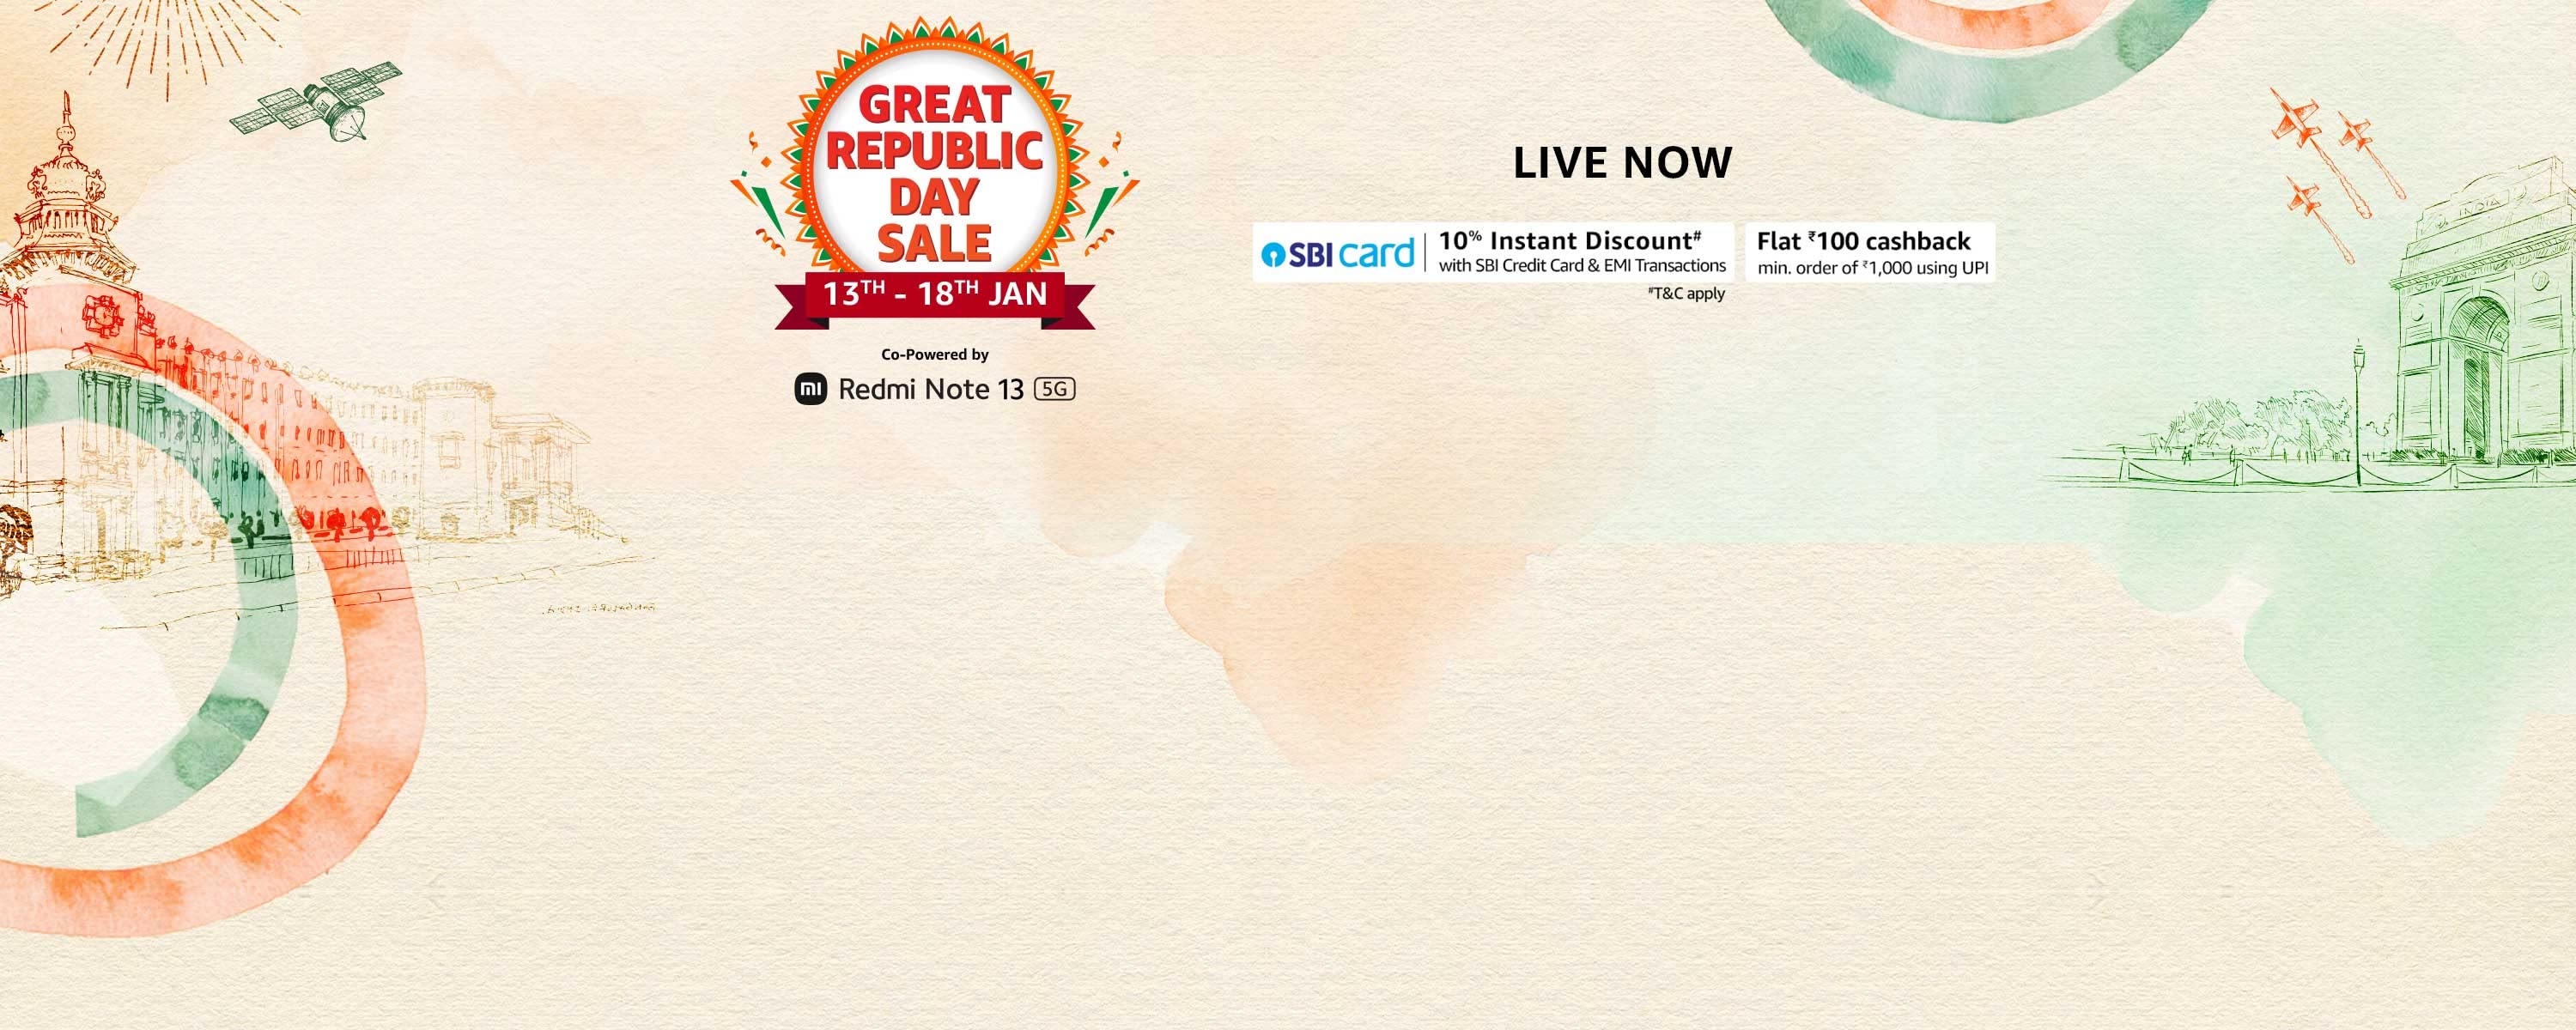 GREAT
REPUBLIC
DAY
SALE
13TH - 18TH JAN
Co-Powered by
mi Redmi Note 13 5G
LIVE NOW
SBI card
10% Instant Discount#
with SBI Credit Card & EMI Transactions
#T&C apply
Flat ₹100 cashback
min. order of ₹1,000 using UPI
INDIA